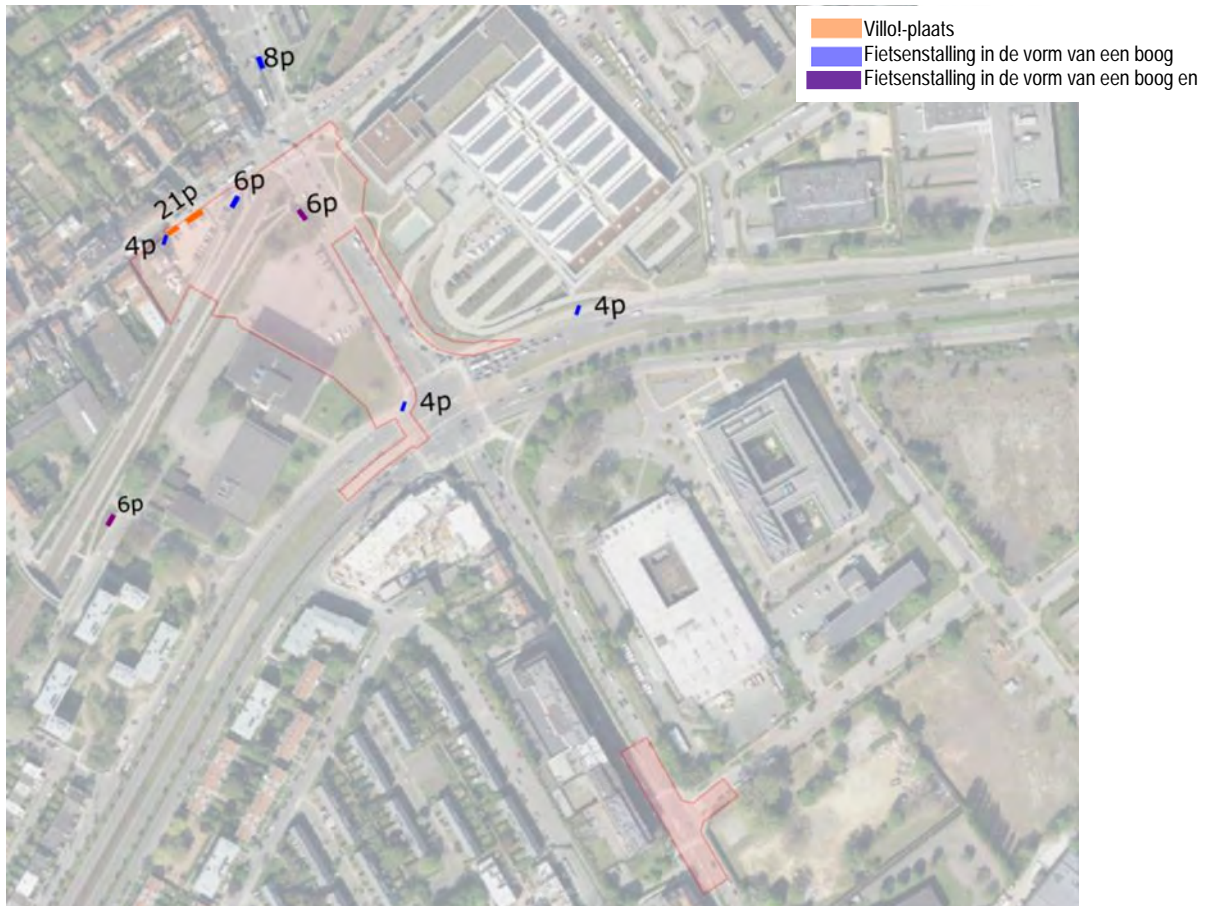 Villo!-plaats
Fietsenstalling in de vorm van een boog
Fietsenstalling in de vorm van een boog en
8p
21p
6p
6p
4p
4p
4p
6p